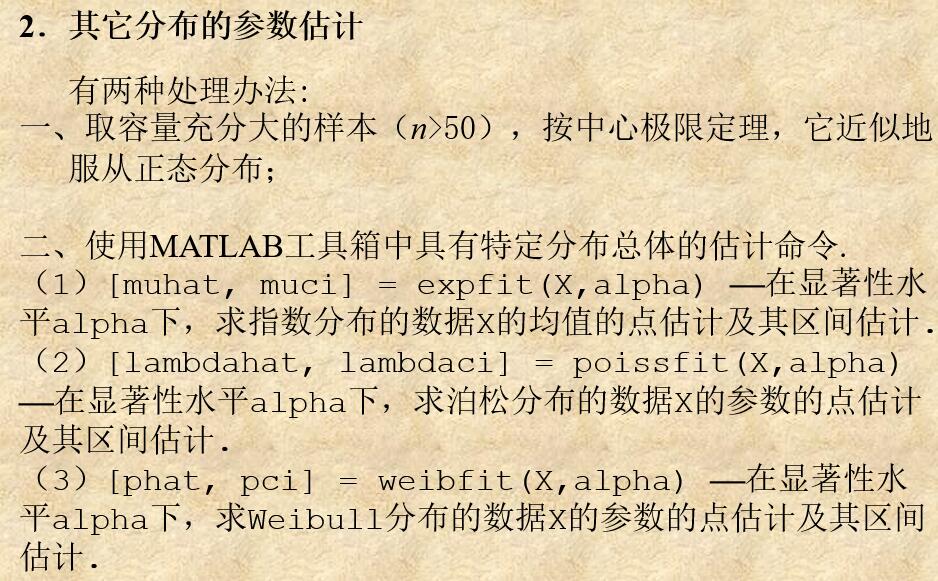 2. 其它分布的参数估计
有两种处理办法:
一、取容量充分大的样本（n>50），按中心极限定理，它近似地
服从正态分布；
二、使用MATLAB工具箱中具有特定分布总体的估计命令.
（1）[muhat, muci] = expfit(X,alpha) —在显著性水
平alpha下，求指数分布的数据X的均值的点估计及其区间估计.
（2）[lambdahat, lambdaci] = poissfit(X,alpha)
—在显著性水平alpha下，求泊松分布的数据X的参数的点估计
及其区间估计.
（3）[phat, pci] = weibfit(X,alpha) —在显著性水
平alpha下，求Weibull分布的数据X的参数的点估计及其区间
估计.